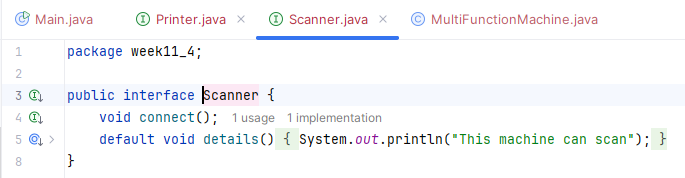 Main.java Printer.java Scanner.java MultiFunctionMachine.java
1 package week11_4;
2
3 public interface Scanner {
4 void connect(); 1 usage 1 implementation
5 default void details() { System.out.println("This machine can scan"); }
8 }